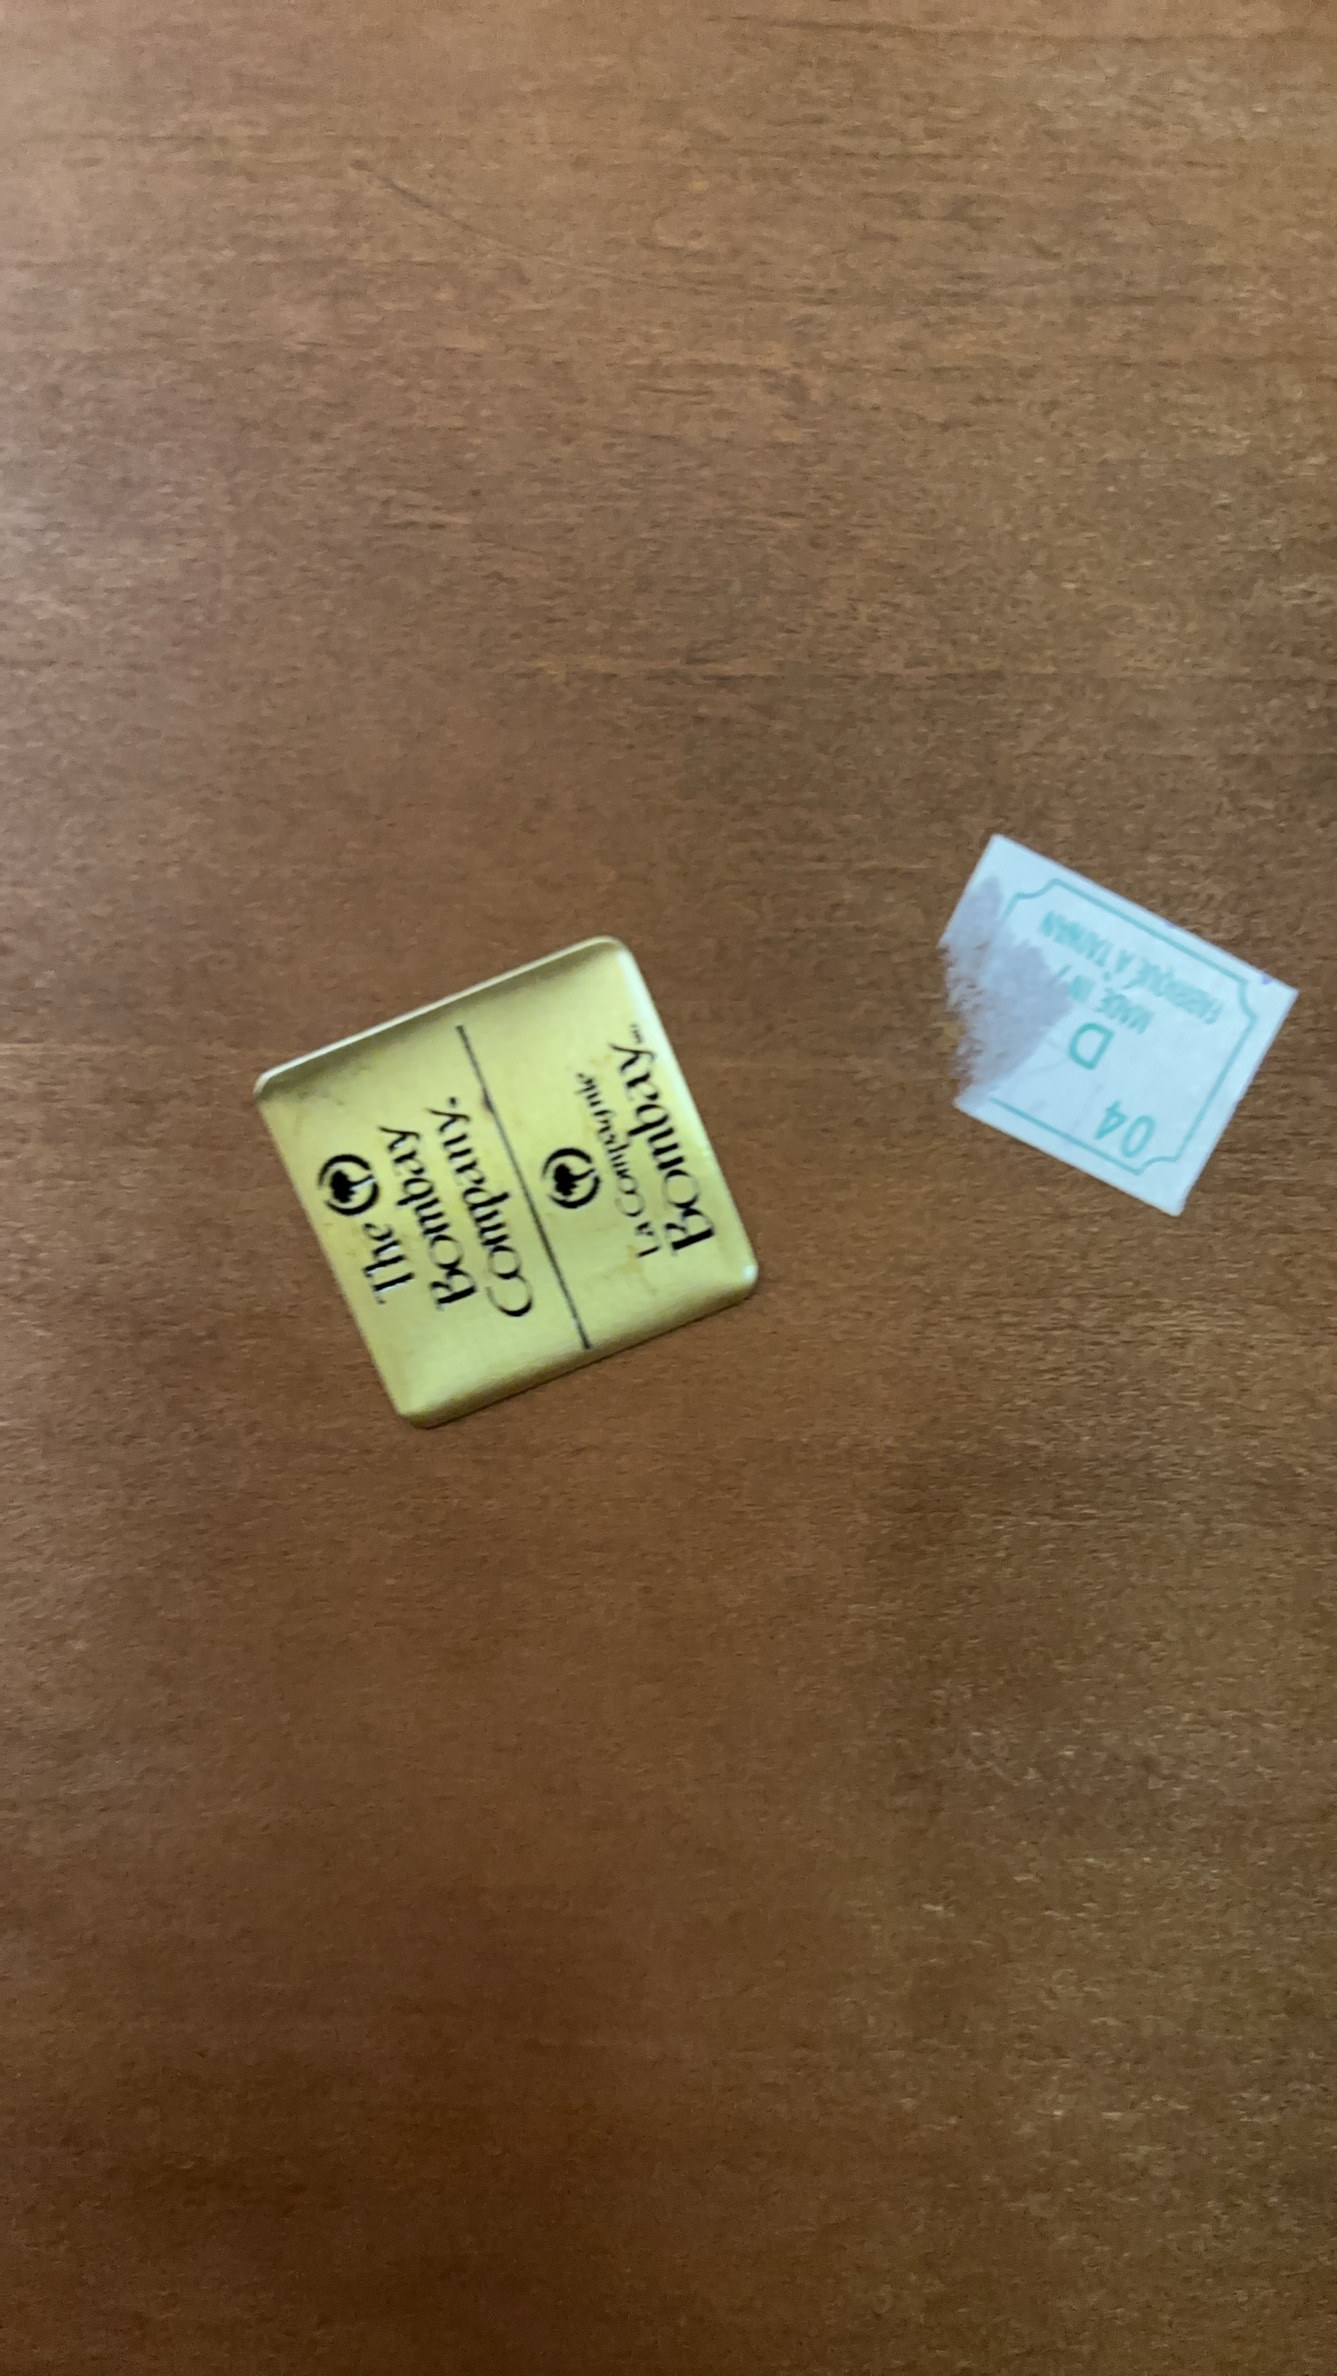 The
Bombay
Company®
La Compagnie
Bombay
04
D
MADE IN
FABRIQUÉ À TAIWAN